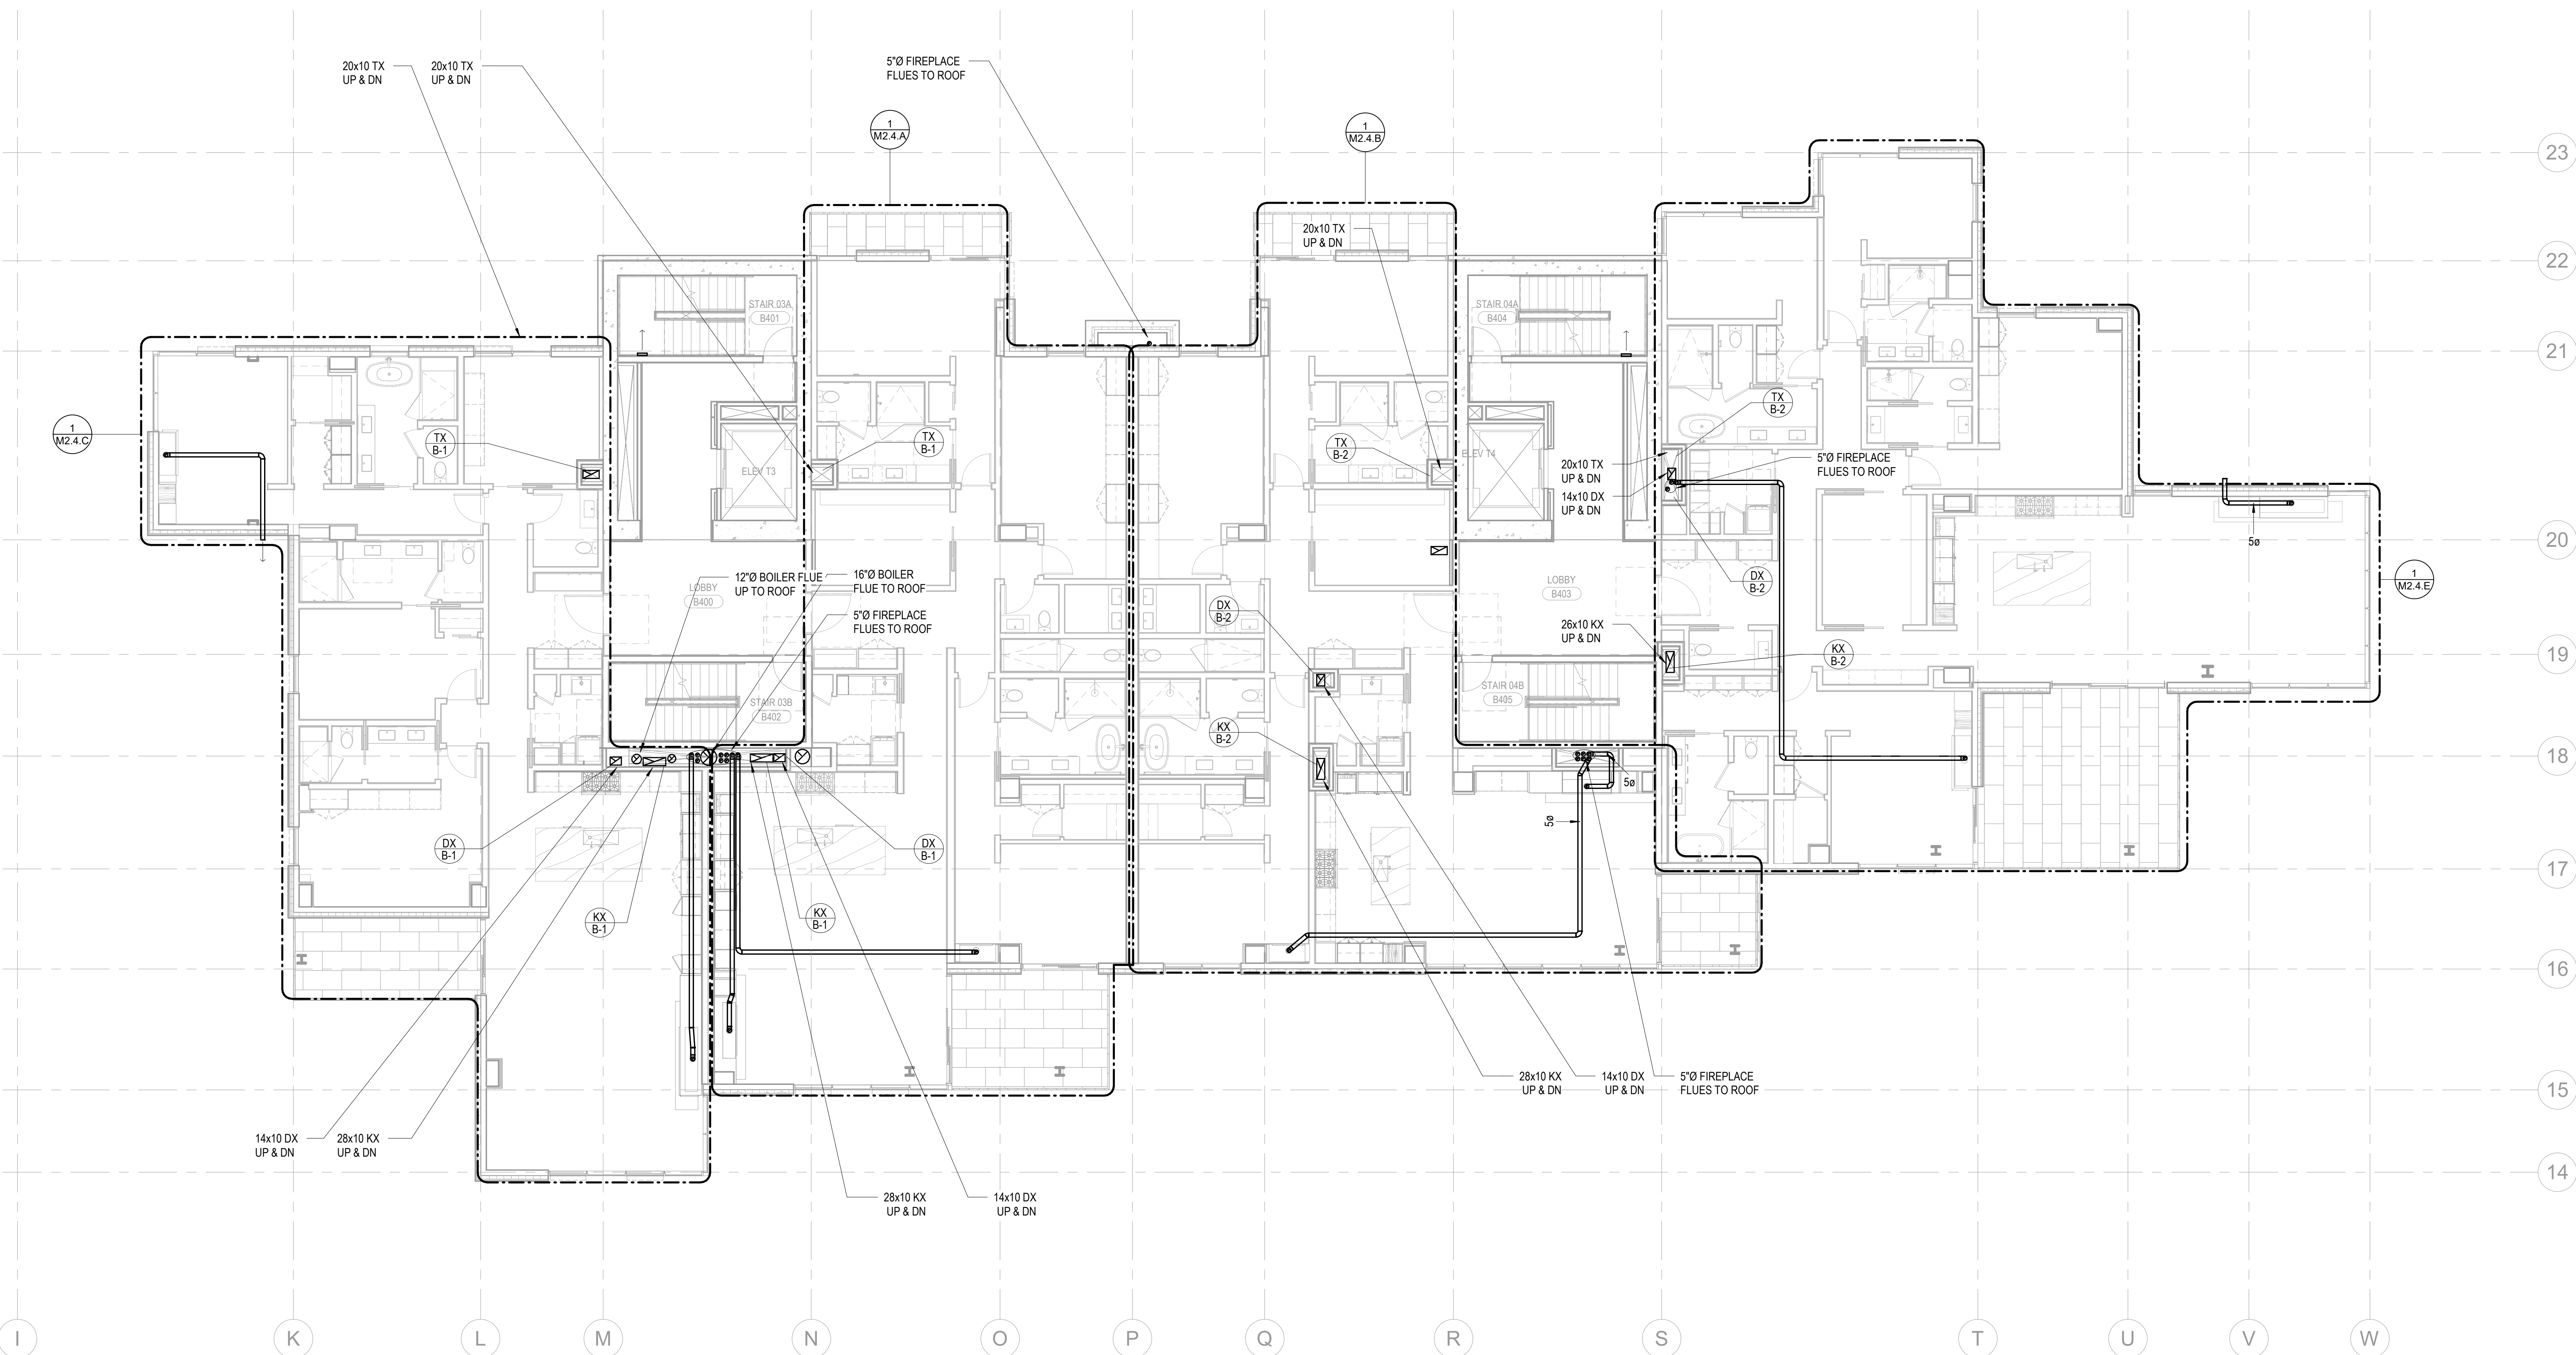 20x10 TX
UP & DN
20x10 TX
UP & DN
5"Ø FIREPLACE
FLUES TO ROOF
1
M2.4.A
1
M2.4.B
23
20x10 TX
UP & DN
22
STAIR 03A
B401
STAIR 04A
B404
21
1
M2.4.C
TX
B-1
TX
B-1
TX
B-2
TX
B-2
ELEV T3
ELEV T4
20x10 TX
UP & DN
14x10 DX
UP & DN
5"Ø FIREPLACE
FLUES TO ROOF
5ø
20
12"Ø BOILER FLUE
UP TO ROOF
16"Ø BOILER
FLUE TO ROOF
LOBBY
B400
5"Ø FIREPLACE
FLUES TO ROOF
LOBBY
B403
DX
B-2
DX
B-2
1
M2.4.E
26x10 KX
UP & DN
KX
B-2
19
STAIR 03B
B402
STAIR 04B
B405
KX
B-2
18
5ø
5ø
DX
B-1
DX
B-1
17
KX
B-1
KX
B-1
16
28x10 KX
UP & DN
14x10 DX
UP & DN
5"Ø FIREPLACE
FLUES TO ROOF
15
14x10 DX
UP & DN
28x10 KX
UP & DN
14
28x10 KX
UP & DN
14x10 DX
UP & DN
I
K
L
M
N
O
P
Q
R
S
T
U
V
W